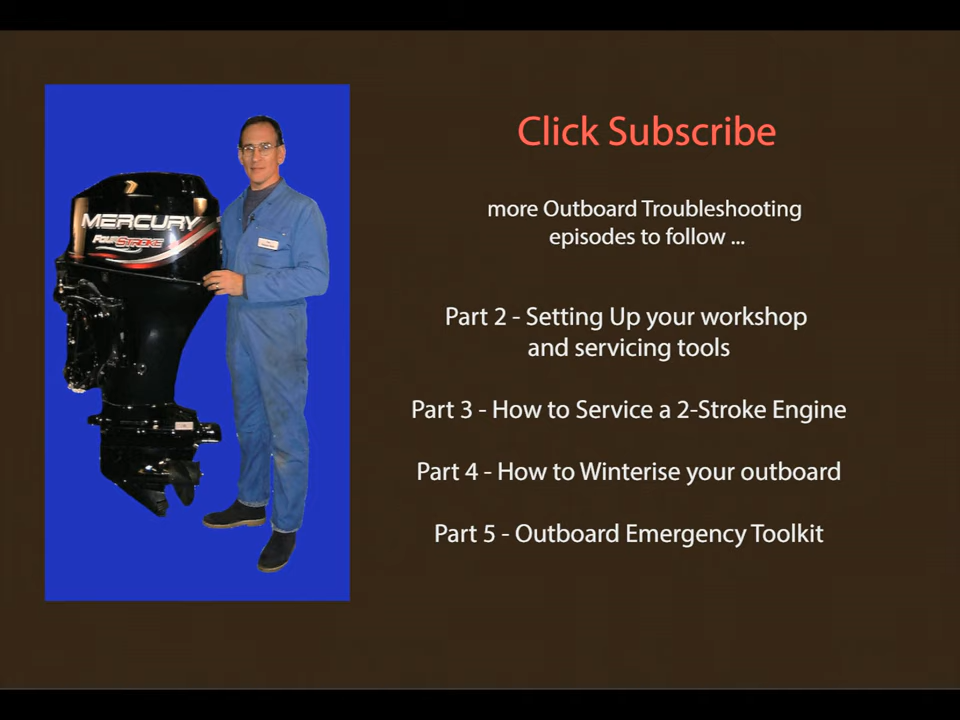 MERCURY
FOURSTROKE
Click Subscribe
more Outboard Troubleshooting
episodes to follow ...
Part 2 - Setting Up your workshop
and servicing tools
Part 3 - How to Service a 2-Stroke Engine
Part 4 - How to Winterise your outboard
Part 5 - Outboard Emergency Toolkit